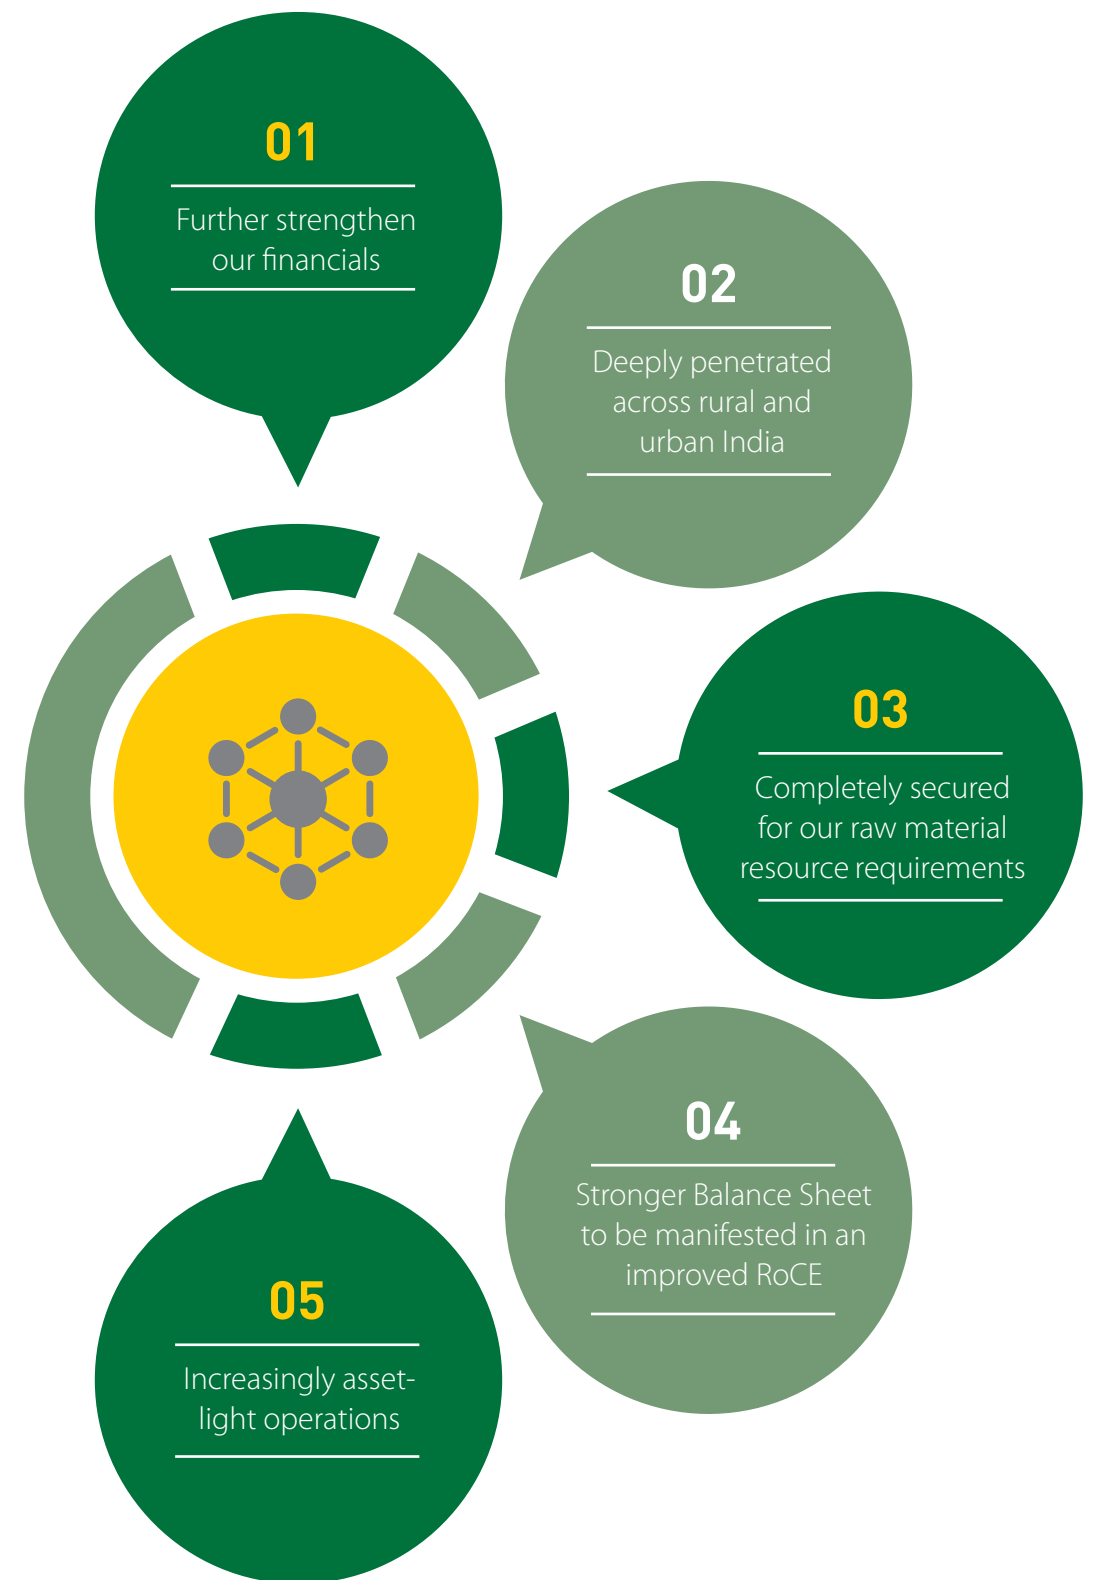 01
Further strengthen
our financials
02
Deeply penetrated
across rural and
urban India
03
Completely secured
for our raw material
resource requirements
04
Stronger Balance Sheet
to be manifested in an
improved RoCE
05
Increasingly asset-
light operations